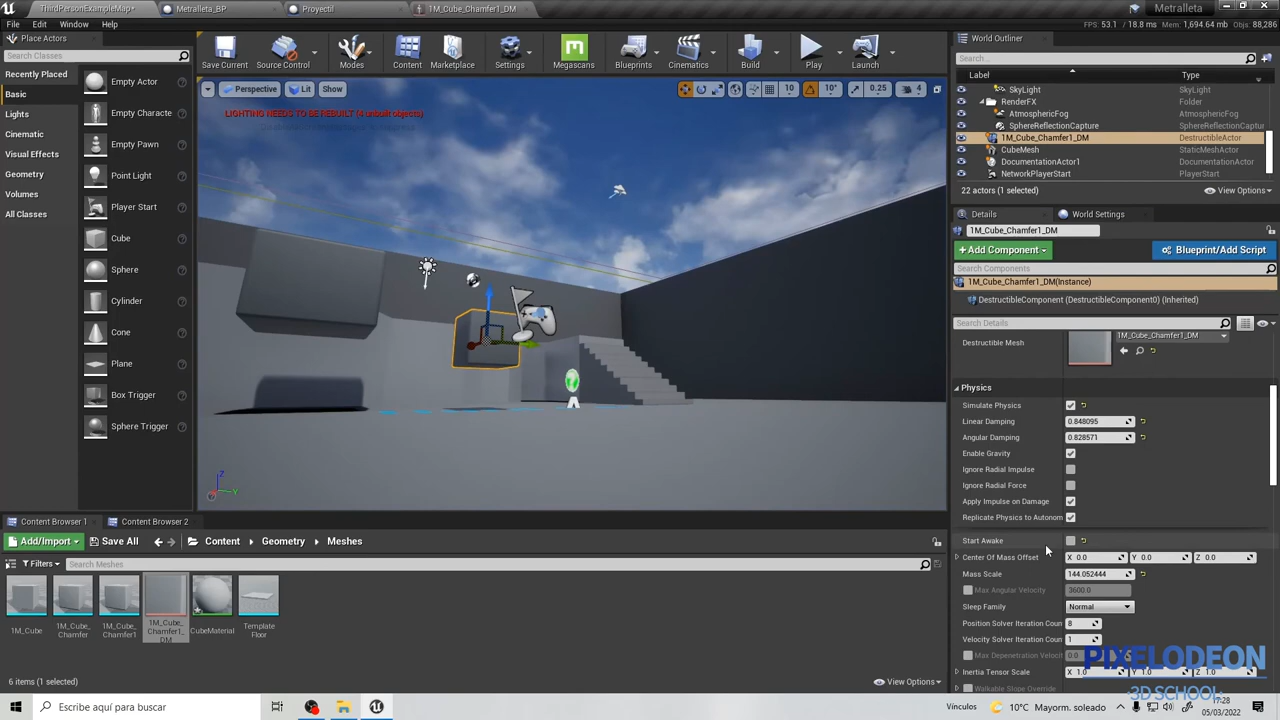 ThirdPersonExampleMap*
Metralleta_BP
Proyectil
1M_Cube_Chamfer1_DM
Metralleta
File Edit Window Help
FPS: 53.1 / 18.8 ms | Mem: 1,694.64 mb | Objs: 88,286
Place Actors
Search Classes
Recently Placed
Basic
Lights
Cinematic
Visual Effects
Geometry
Volumes
All Classes
Empty Actor
Empty Characte
Empty Pawn
Point Light
Player Start
Cube
Sphere
Cylinder
Cone
Plane
Box Trigger
Sphere Trigger
Save Current
Source Control
Modes
Content
Marketplace
Settings
Megascans
Blueprints
Cinematics
Build
Play
Launch
Perspective
Lit
Show
10
10°
0.25
4
LIGHTING NEEDS TO BE REBUILT (4 unbuilt objects)
World Outliner
Search...
Label Type
SkyLight SkyLight
RenderFX Folder
AtmosphericFog AtmosphericFog
SphereReflectionCapture SphereReflectionCaptu
1M_Cube_Chamfer1_DM DestructibleActor
CubeMesh StaticMeshActor
DocumentationActor1 DocumentationActor
NetworkPlayerStart PlayerStart
22 actors (1 selected)
View Options
Details
World Settings
1M_Cube_Chamfer1_DM
+Add Component
Blueprint/Add Script
Search Components
1M_Cube_Chamfer1_DM(Instance)
DestructibleComponent (DestructibleComponent0) (Inherited)
Search Details
Destructible Mesh
1M_Cube_Chamfer1_DM
Physics
Simulate Physics
Linear Damping 0.848095
Angular Damping 0.828571
Enable Gravity
Ignore Radial Impulse
Ignore Radial Force
Apply Impulse on Damage
Replicate Physics to Autonom
Start Awake
Center Of Mass Offset X 0.0 Y 0.0 Z 0.0
Mass Scale 144.052444
Max Angular Velocity 3600.0
Sleep Family Normal
Position Solver Iteration Coun 8
Velocity Solver Iteration Coun 1
Max Depenetration Velocit 0.0
Inertia Tensor Scale X 1.0 Y 1.0 Z 1.0
Walkable Slope Override
Z
Y
Content Browser 1
Content Browser 2
Add/Import
Save All
Content
Geometry
Meshes
Filters
Search Meshes
1M_Cube
1M_Cube_
Chamfer
1M_Cube_
Chamfer1
1M_Cube_
Chamfer1_
DM
CubeMaterial
Template
Floor
6 items (1 selected)
View Options
PIXELODEON
3D SCHOOL
Escribe aquí para buscar
Vínculos
10°C Mayorm. soleado
17:28
05/03/2022